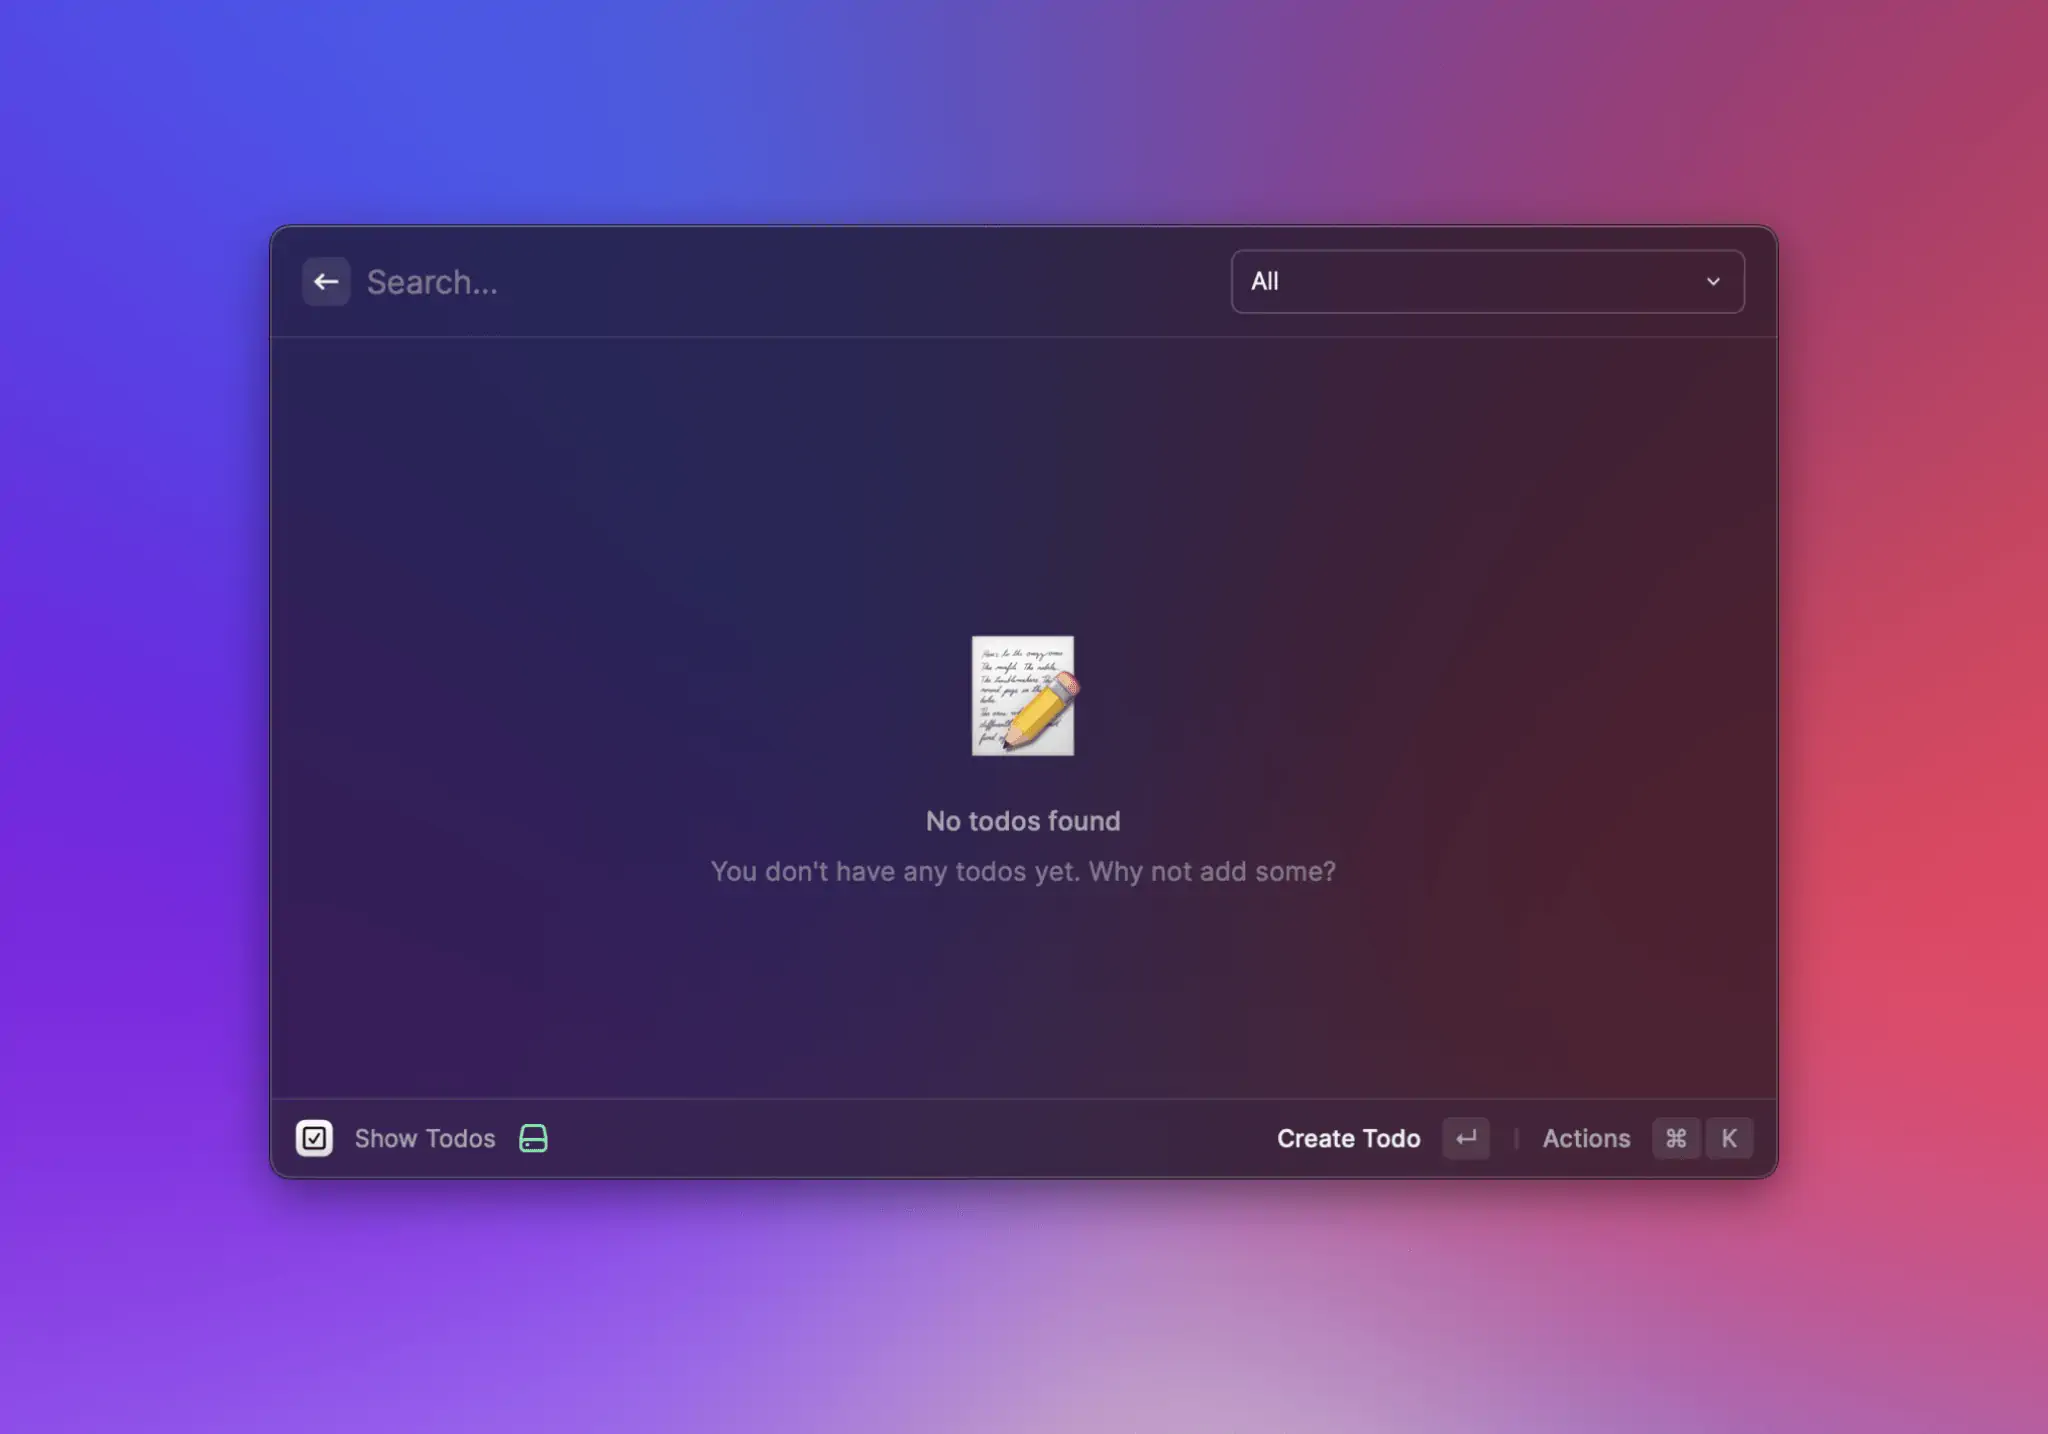 Search...
All
No todos found
You don't have any todos yet. Why not add some?
Show Todos
Create Todo ↵ | Actions ⌘ K